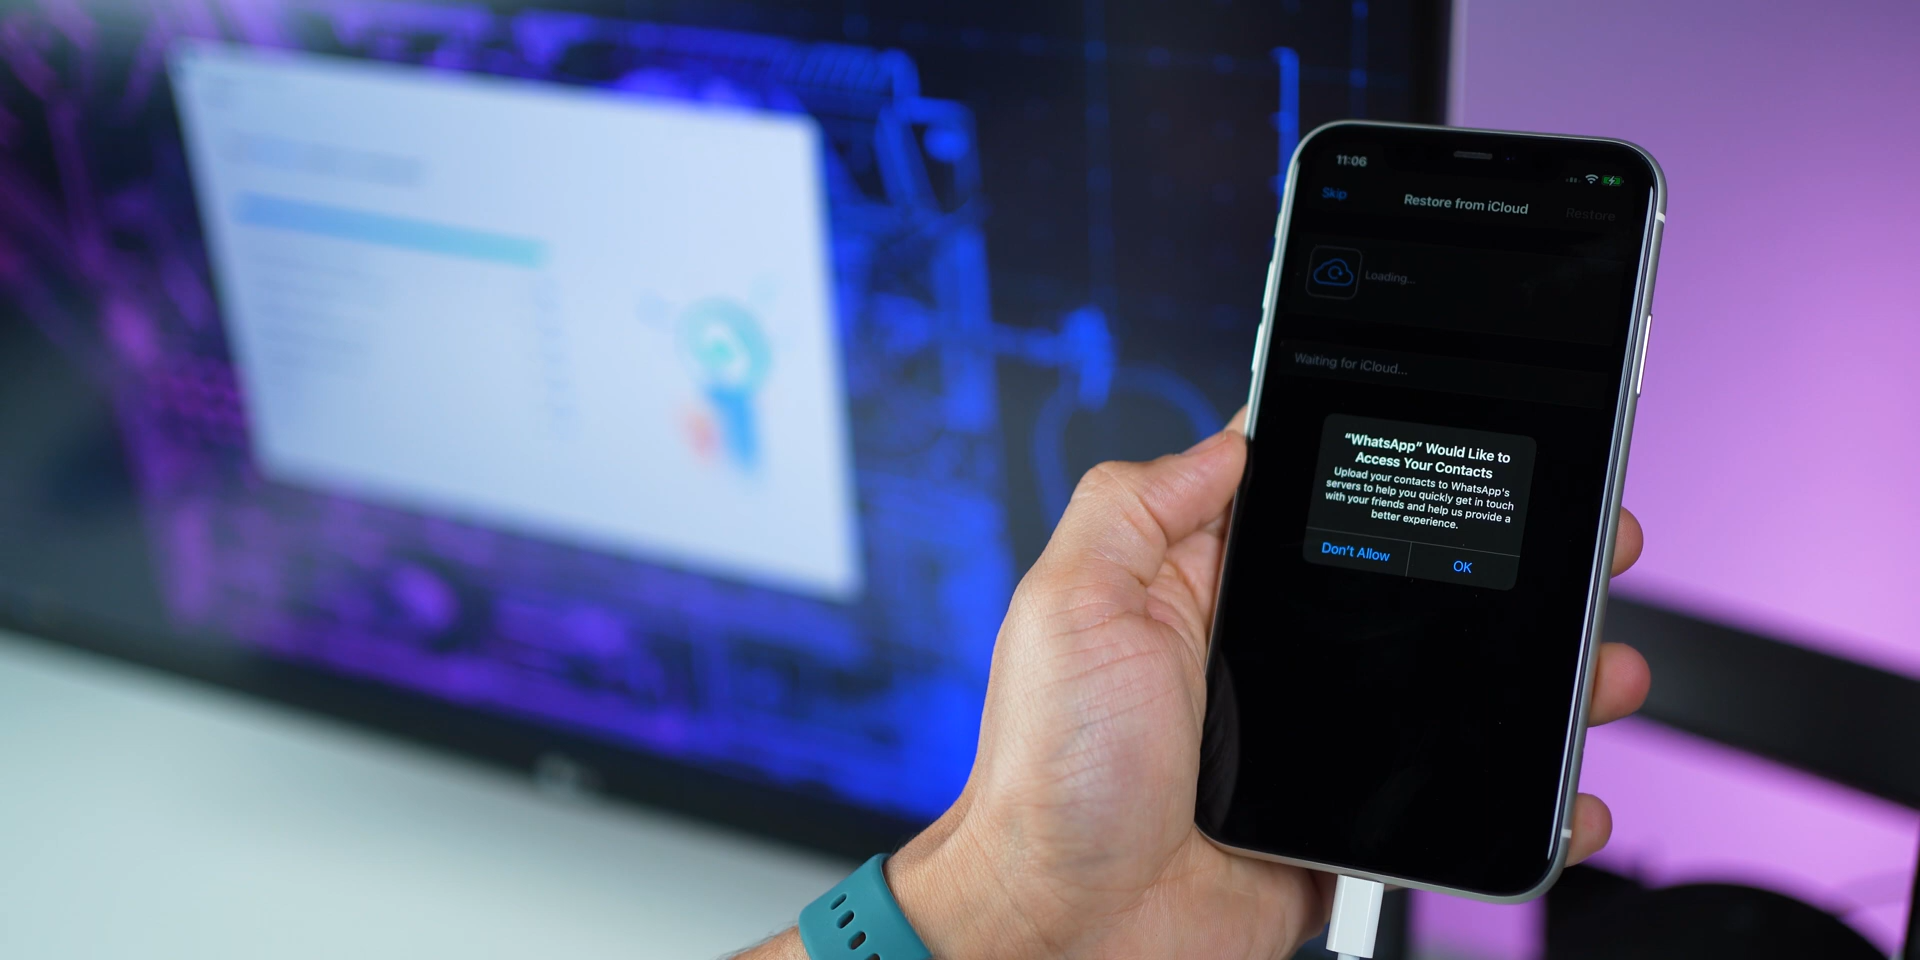 11:06
Skip
Restore from iCloud
Restore
Loading...
Waiting for iCloud...
“WhatsApp” Would Like to
Access Your Contacts
Upload your contacts to WhatsApp's
servers to help you quickly get in touch
with your friends and help us provide a
better experience.
Don't Allow
OK